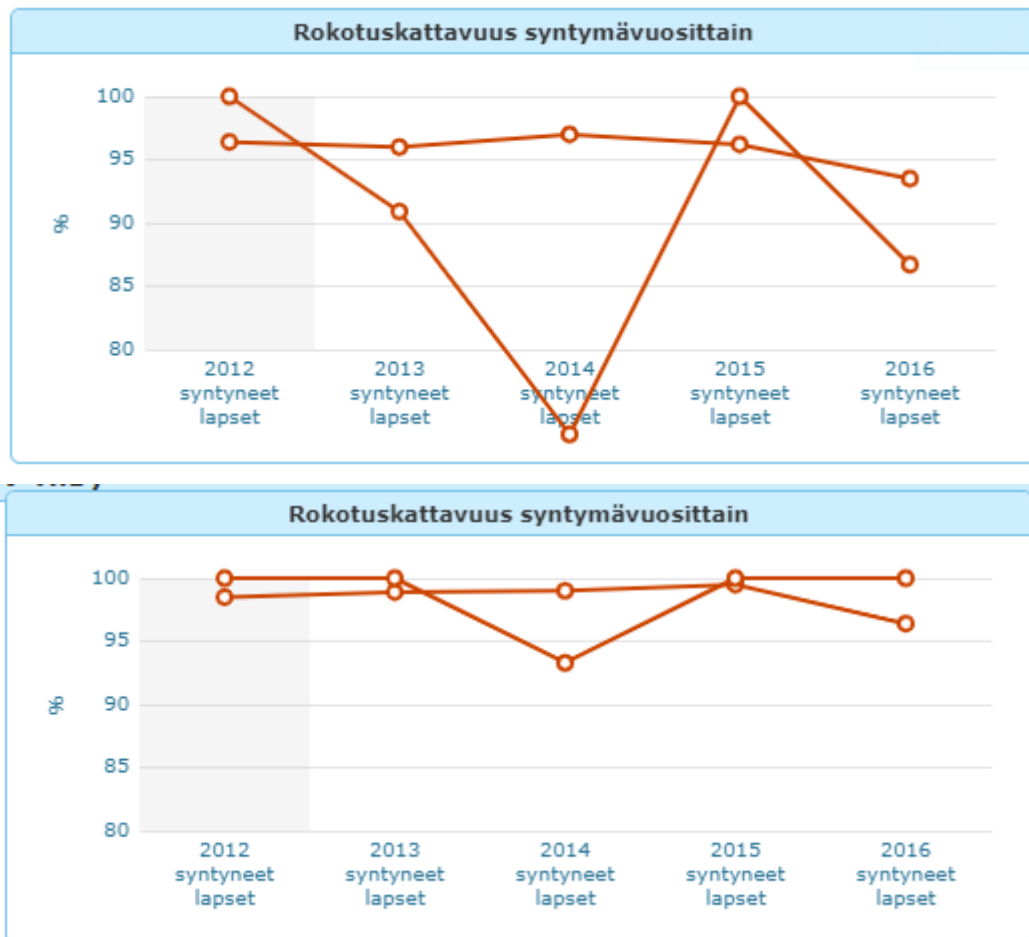 Rokotuskattavuus syntymävuosittain
100
95
90
85
80
%
2012 syntyneet lapset
2013 syntyneet lapset
2014 syntyneet lapset
2015 syntyneet lapset
2016 syntyneet lapset
Rokotuskattavuus syntymävuosittain
100
95
90
85
80
%
2012 syntyneet lapset
2013 syntyneet lapset
2014 syntyneet lapset
2015 syntyneet lapset
2016 syntyneet lapset